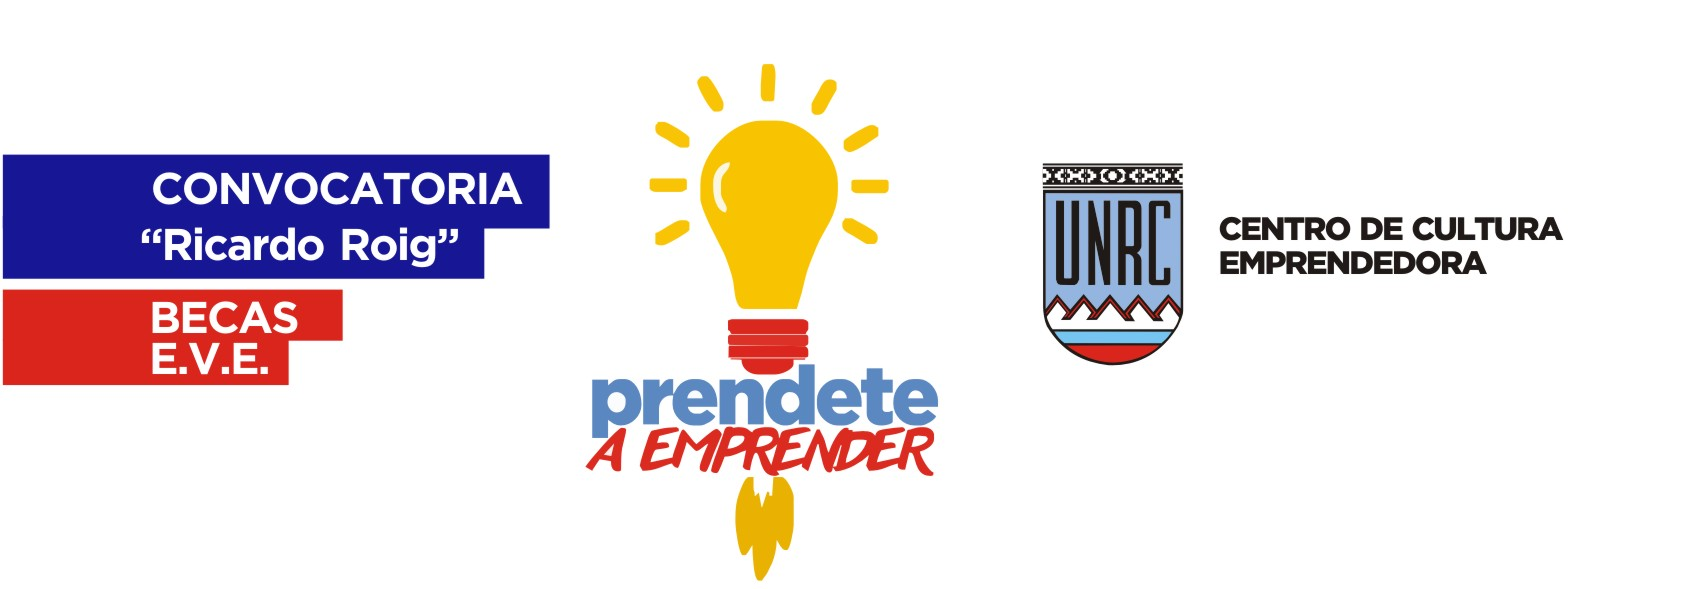 CONVOCATORIA
“Ricardo Roig”
BECAS
E.V.E.
prendete
A EMPRENDER
UNRC
CENTRO DE CULTURA
EMPRENDEDORA